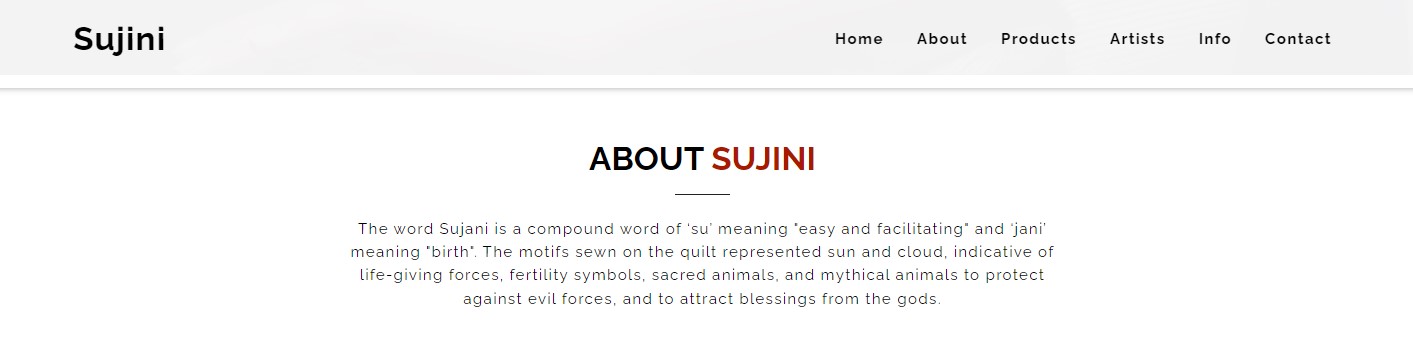 Sujini
Home About Products Artists Info Contact
ABOUT SUJINI
The word Sujani is a compound word of ‘su’ meaning "easy and facilitating" and ‘jani’
meaning "birth". The motifs sewn on the quilt represented sun and cloud, indicative of
life-giving forces, fertility symbols, sacred animals, and mythical animals to protect
against evil forces, and to attract blessings from the gods.